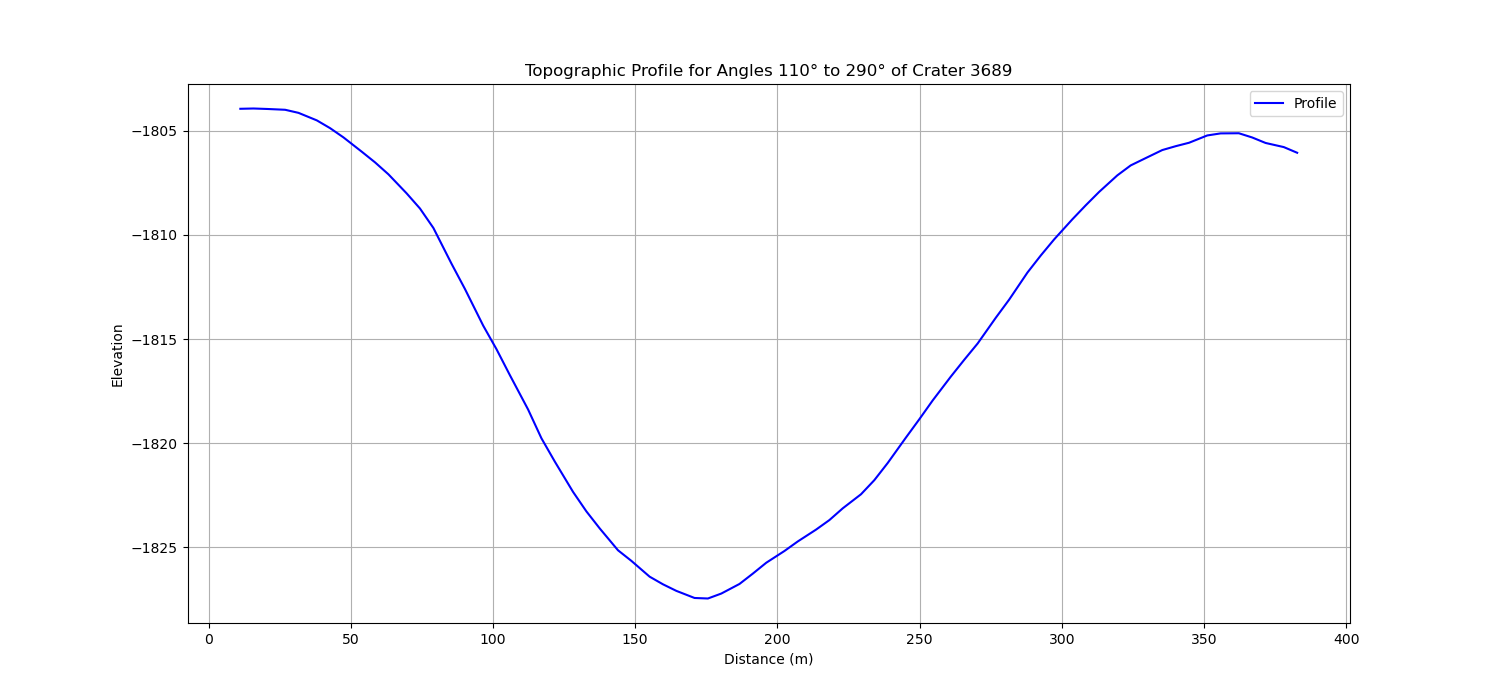 Topographic Profile for Angles 110° to 290° of Crater 3689
Profile
−1805
−1810
−1815
−1820
−1825
Elevation
0 50 100 150 200 250 300 350 400
Distance (m)